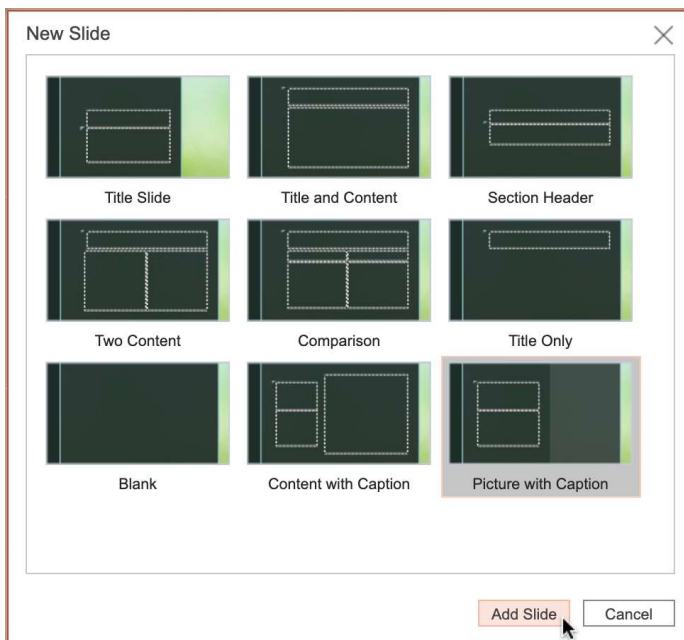 New Slide
Title Slide
Title and Content
Section Header
Two Content
Comparison
Title Only
Blank
Content with Caption
Picture with Caption
Add Slide
Cancel